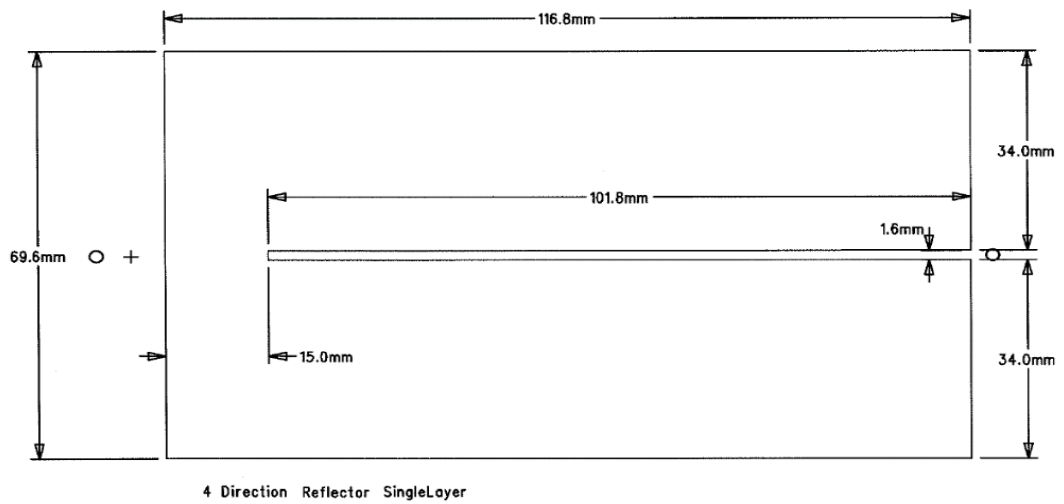 116.8mm
34.0mm
101.8mm
1.6mm
69.6mm
15.0mm
34.0mm
4 Direction Reflector SingleLayer